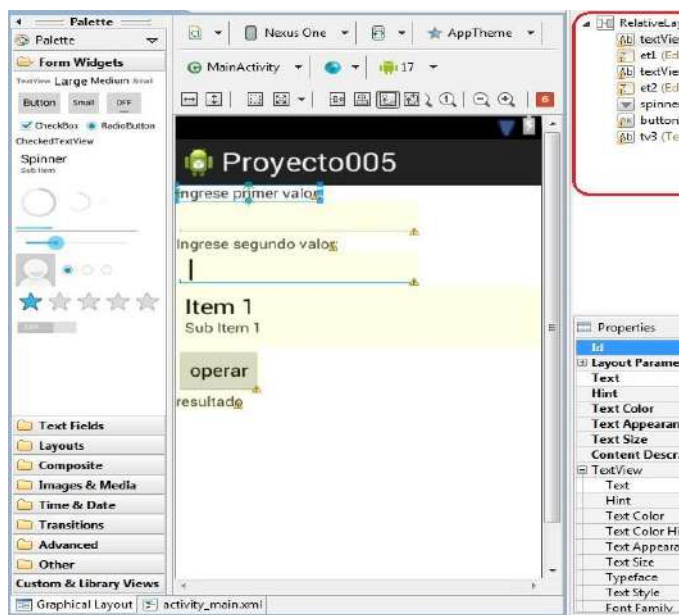 Palette
Palette
Form Widgets
TextView Large Medium Small
Button Small OFF
CheckBox RadioButton
CheckedTextView
Spinner
Sub Item
Text Fields
Layouts
Composite
Images & Media
Time & Date
Transitions
Advanced
Other
Custom & Library Views
Graphical Layout activity_main.xml
Nexus One AppTheme
MainActivity 17
6
Proyecto005
Ingrese primer valor
Ingrese segundo valor
Item 1
Sub Item 1
operar
resultado
RelativeLay
textVie
et1 (Ed
textVie
et2 (Ed
spinner
button
tv3 (Te
Properties
Id
Layout Parame
Text
Hint
Text Color
Text Appearan
Text Size
Content Descr
TextView
Text
Hint
Text Color
Text Color Hi
Text Appeara
Text Size
Typeface
Text Style
Font Family